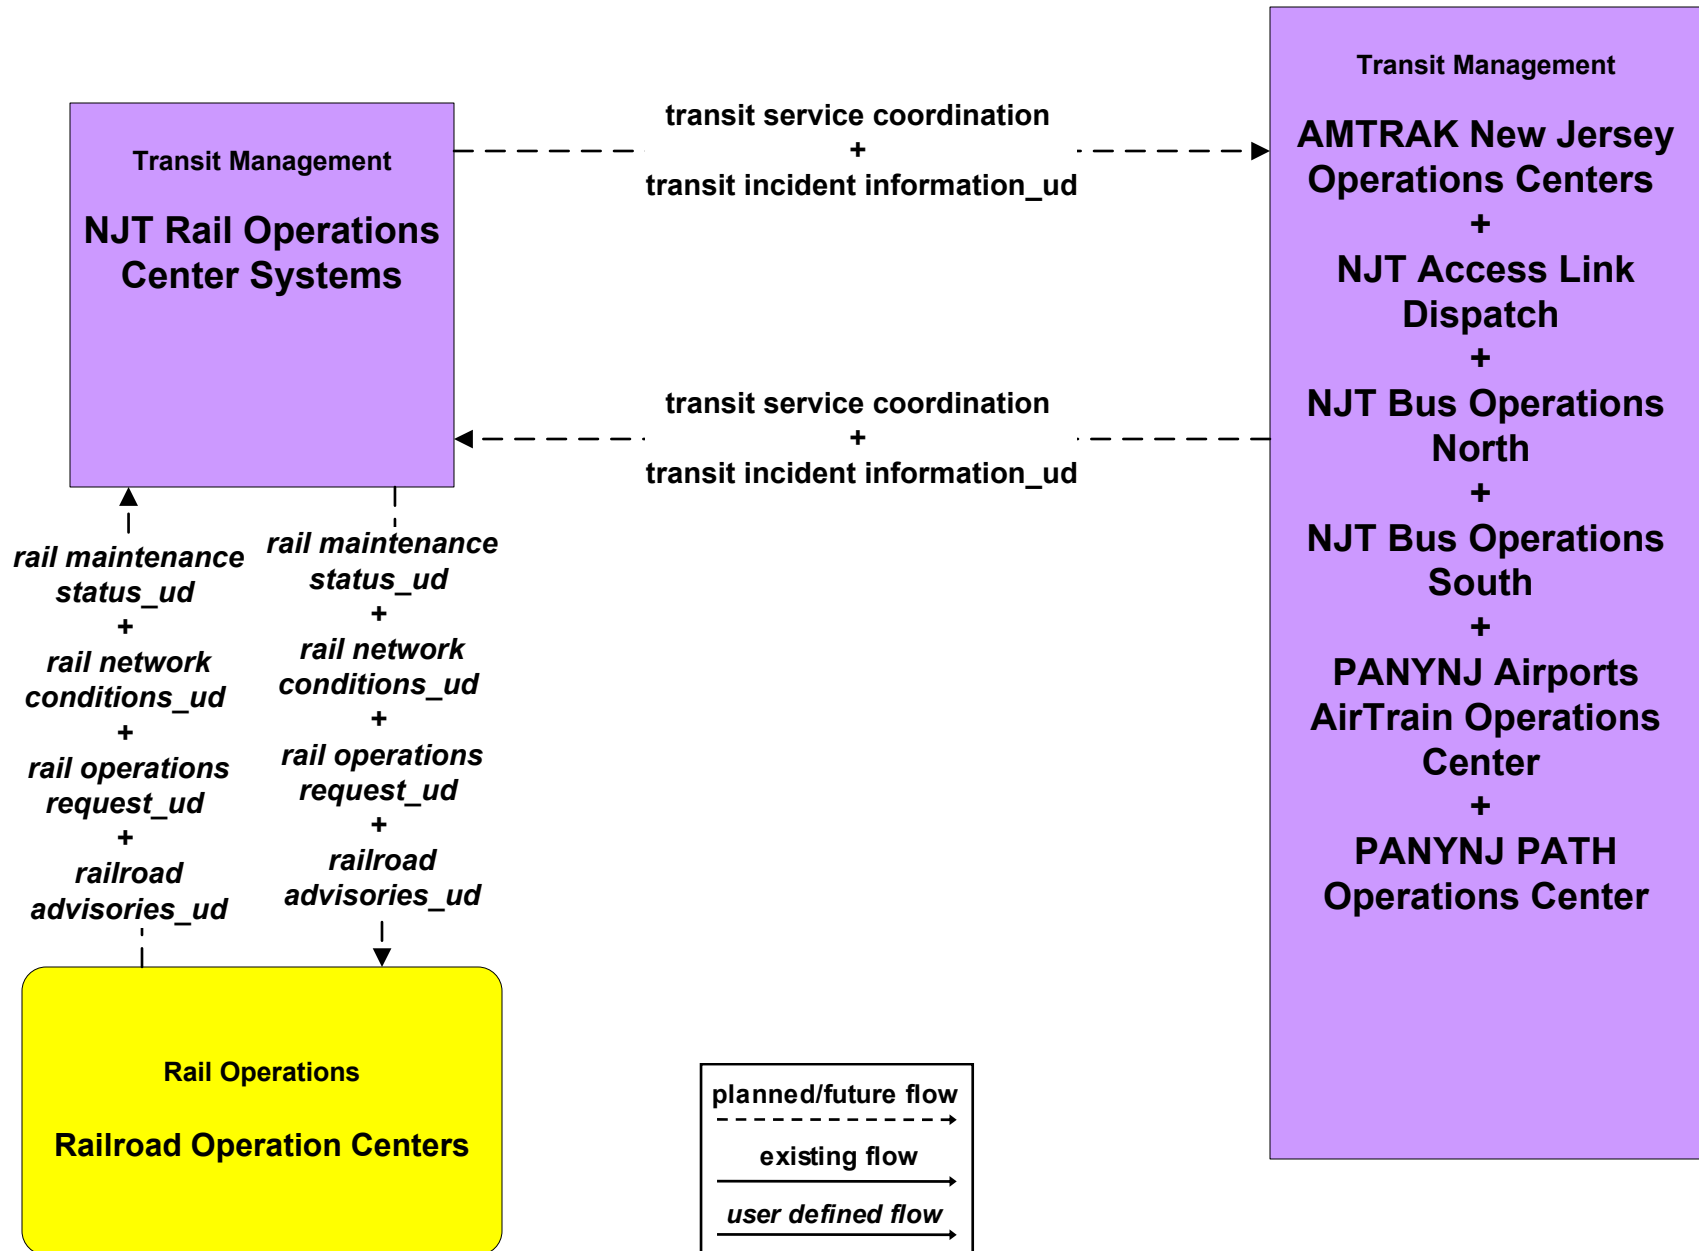 Transit Management
NJT Rail Operations
Center Systems
transit service coordination
+
transit incident information_ud
transit service coordination
+
transit incident information_ud
Transit Management
AMTRAK New Jersey
Operations Centers
+
NJT Access Link
Dispatch
+
NJT Bus Operations
North
+
NJT Bus Operations
South
+
PANYNJ Airports
AirTrain Operations
Center
+
PANYNJ PATH
Operations Center
rail maintenance
status_ud
+
rail network
conditions_ud
+
rail operations
request_ud
+
railroad
advisories_ud
rail maintenance
status_ud
+
rail network
conditions_ud
+
rail operations
request_ud
+
railroad
advisories_ud
Rail Operations
Railroad Operation Centers
planned/future flow
existing flow
user defined flow